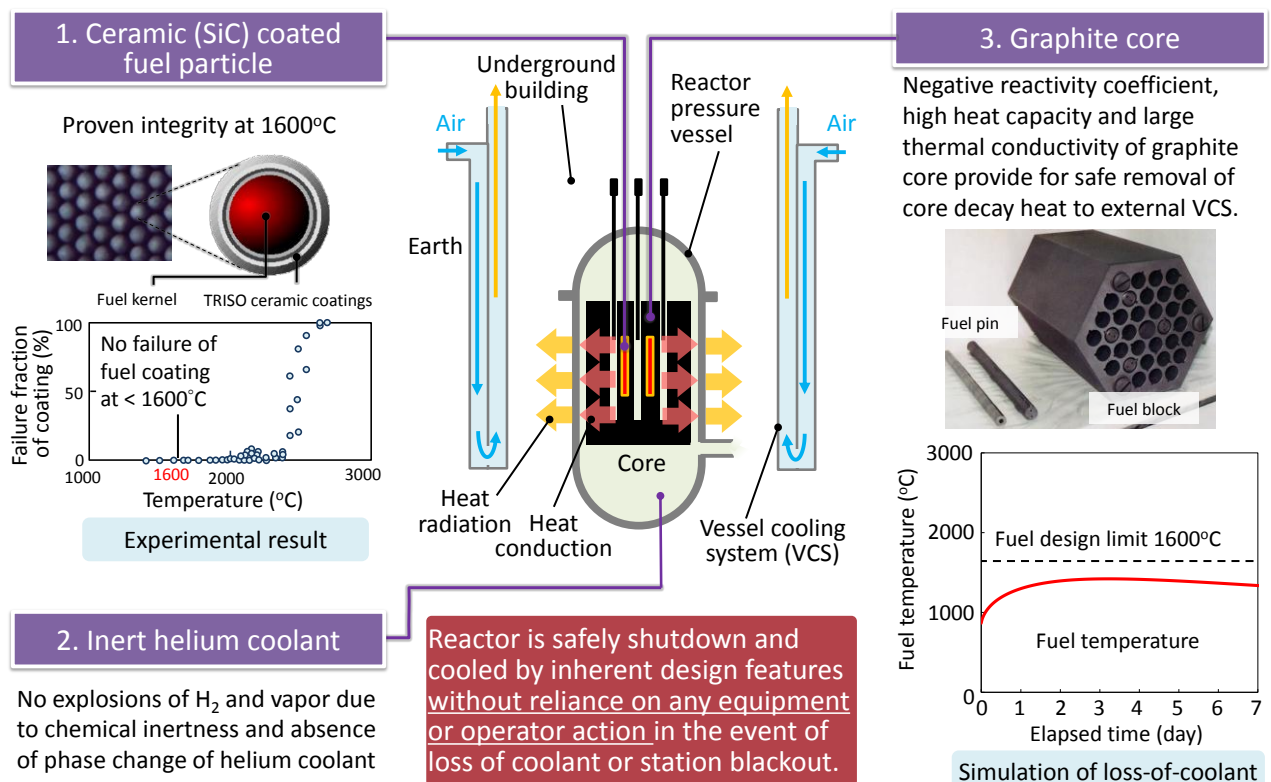 1. Ceramic (SiC) coated
fuel particle
Proven integrity at 1600°C
Fuel kernel
TRISO ceramic coatings
100
50
0
Failure fraction
of coating (%)
No failure of
fuel coating
at < 1600°C
1000
1600
2000
3000
Temperature (°C)
Experimental result
2. Inert helium coolant
No explosions of H₂ and vapor due
to chemical inertness and absence
of phase change of helium coolant
Underground
building
Reactor
pressure
vessel
Air
Air
Earth
Core
Heat
radiation
Heat
conduction
Vessel cooling
system (VCS)
Reactor is safely shutdown and
cooled by inherent design features
without reliance on any equipment
or operator action in the event of
loss of coolant or station blackout.
3. Graphite core
Negative reactivity coefficient,
high heat capacity and large
thermal conductivity of graphite
core provide for safe removal of
core decay heat to external VCS.
Fuel pin
Fuel block
3000
2000
1000
0
Fuel temperature (°C)
Fuel design limit 1600°C
Fuel temperature
0 1 2 3 4 5 6 7
Elapsed time (day)
Simulation of loss-of-coolant